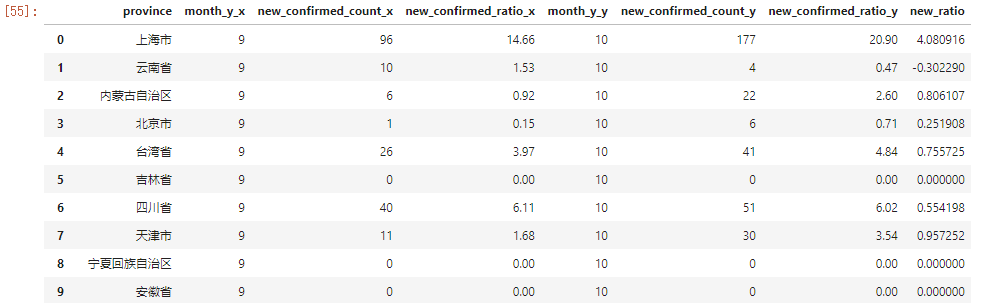 [55]: province month_y_x new_confirmed_count_x new_confirmed_ratio_x month_y_y new_confirmed_count_y new_confirmed_ratio_y new_ratio
0 上海市 9 96 14.66 10 177 20.90 4.080916
1 云南省 9 10 1.53 10 4 0.47 -0.302290
2 内蒙古自治区 9 6 0.92 10 22 2.60 0.806107
3 北京市 9 1 0.15 10 6 0.71 0.251908
4 台湾省 9 26 3.97 10 41 4.84 0.755725
5 吉林省 9 0 0.00 10 0 0.00 0.000000
6 四川省 9 40 6.11 10 51 6.02 0.554198
7 天津市 9 11 1.68 10 30 3.54 0.957252
8 宁夏回族自治区 9 0 0.00 10 0 0.00 0.000000
9 安徽省 9 0 0.00 10 0 0.00 0.000000